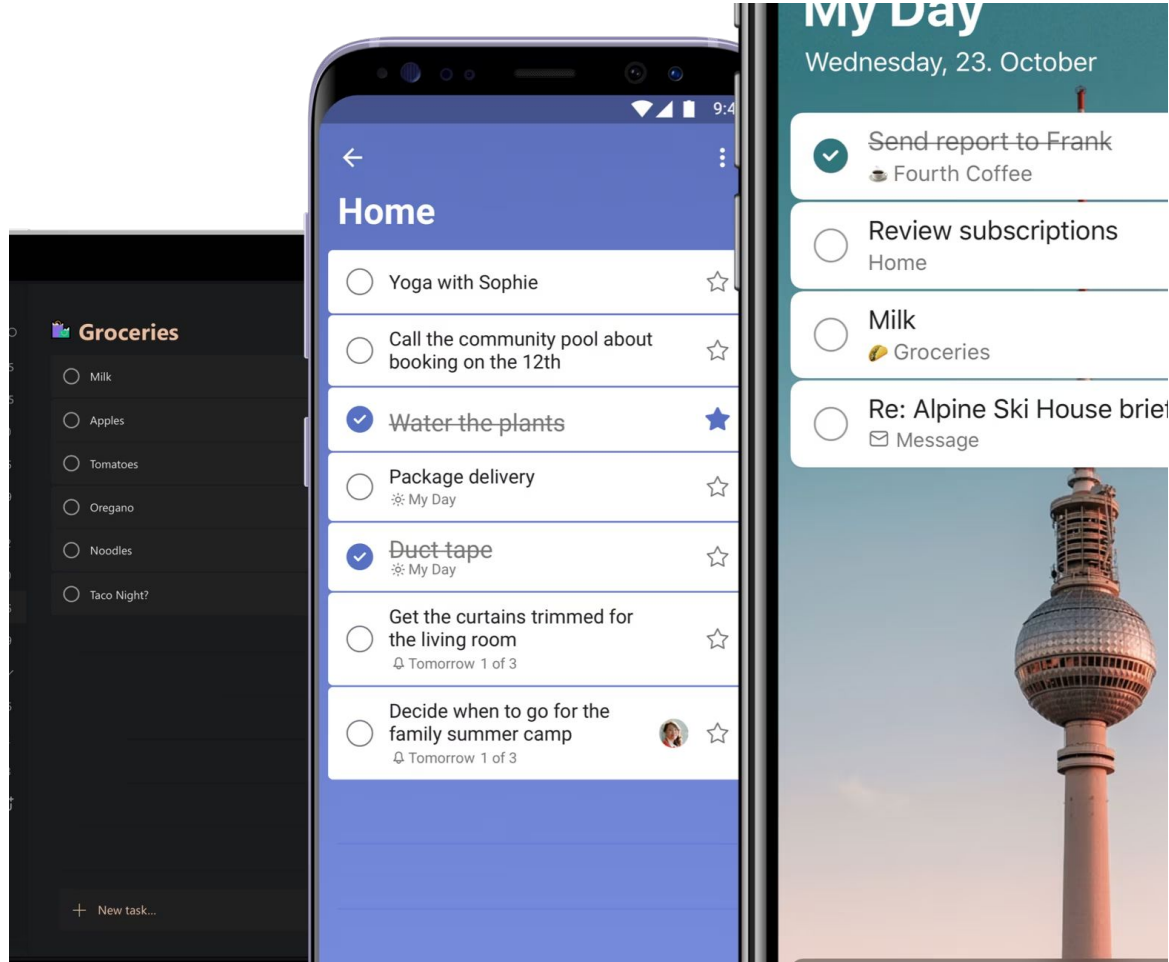 Groceries
Milk
Apples
Tomatoes
Oregano
Noodles
Taco Night?
New task...
Home
Yoga with Sophie
Call the community pool about
booking on the 12th
Water the plants
Package delivery
My Day
Duct tape
My Day
Get the curtains trimmed for
the living room
Tomorrow 1 of 3
Decide when to go for the
family summer camp
Tomorrow 1 of 3
My Day
Wednesday, 23. October
Send report to Frank
Fourth Coffee
Review subscriptions
Home
Milk
Groceries
Re: Alpine Ski House
Message